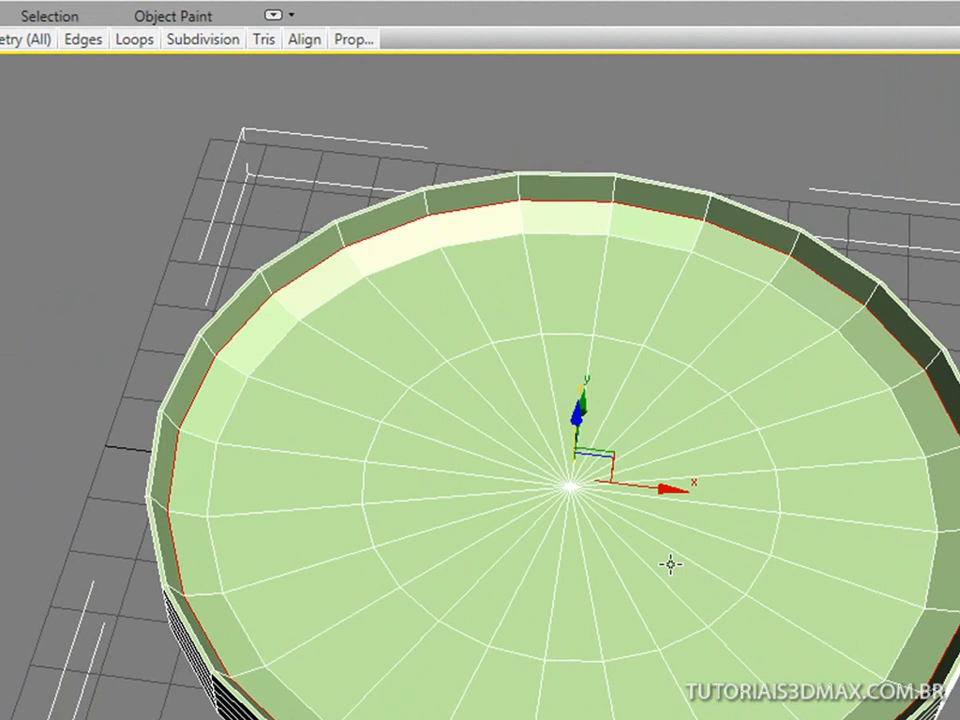 Selection Object Paint
etry (All) Edges Loops Subdivision Tris Align Prop...
y
x
TUTORIAIS3DMAX.COM.BR